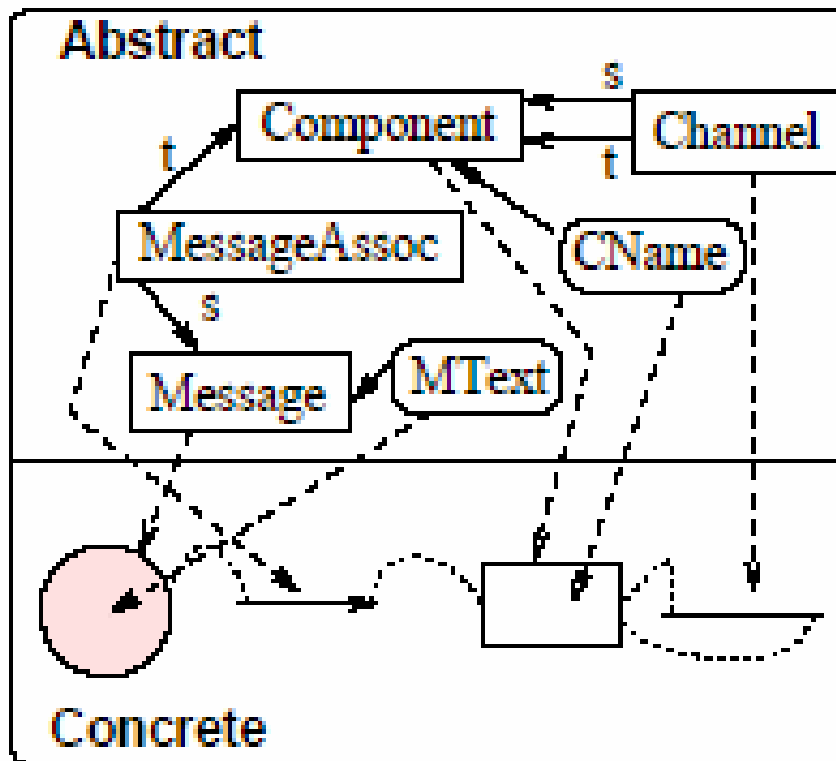 Abstract
s
Component
Channel
t
t
MessageAssoc
CName
s
Message
MText
Concrete